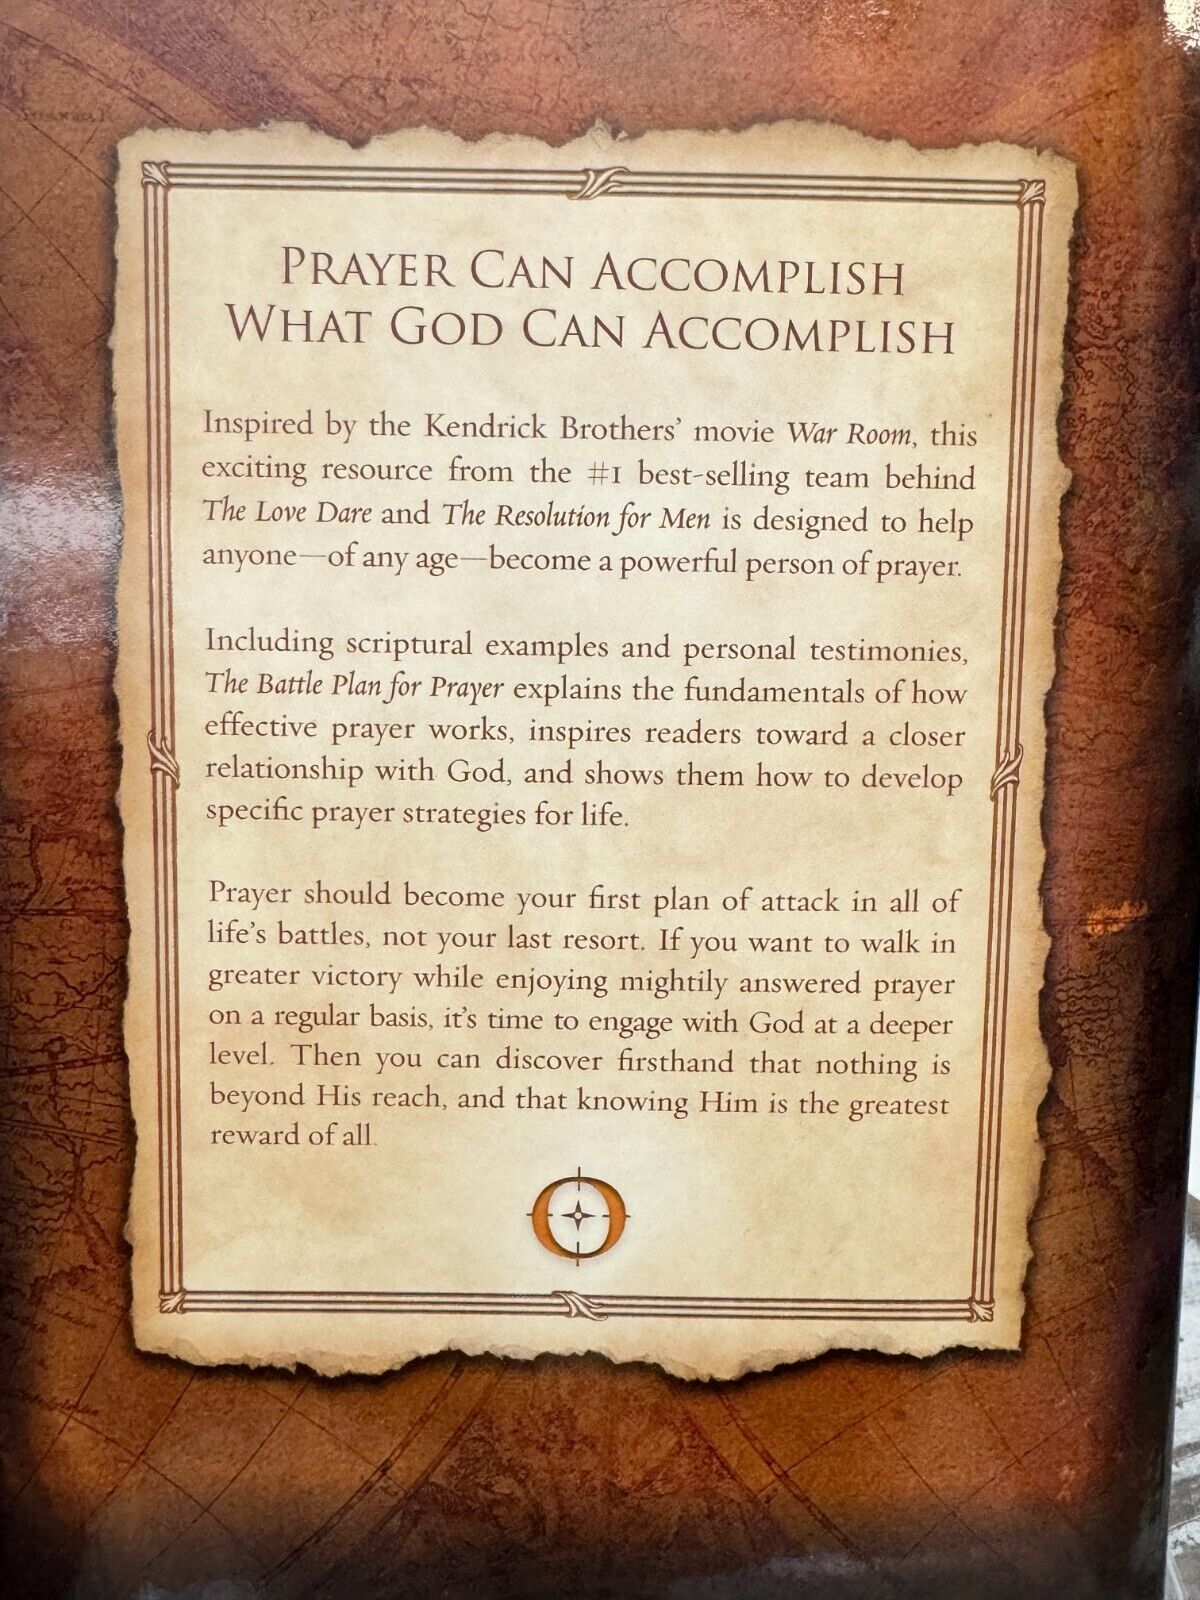 PRAYER CAN ACCOMPLISH
WHAT GOD CAN ACCOMPLISH
Inspired by the Kendrick Brothers' movie War Room, this
exciting resource from the #1 best-selling team behind
The Love Dare and The Resolution for Men is designed to help
anyone—of any age—become a powerful person of prayer.
Including scriptural examples and personal testimonies,
The Battle Plan for Prayer explains the fundamentals of how
effective prayer works, inspires readers toward a closer
relationship with God, and shows them how to develop
specific prayer strategies for life.
Prayer should become your first plan of attack in all of
life's battles, not your last resort. If you want to walk in
greater victory while enjoying mightily answered prayer
on a regular basis, it's time to engage with God at a deeper
level. Then you can discover firsthand that nothing is
beyond His reach, and that knowing Him is the greatest
reward of all.